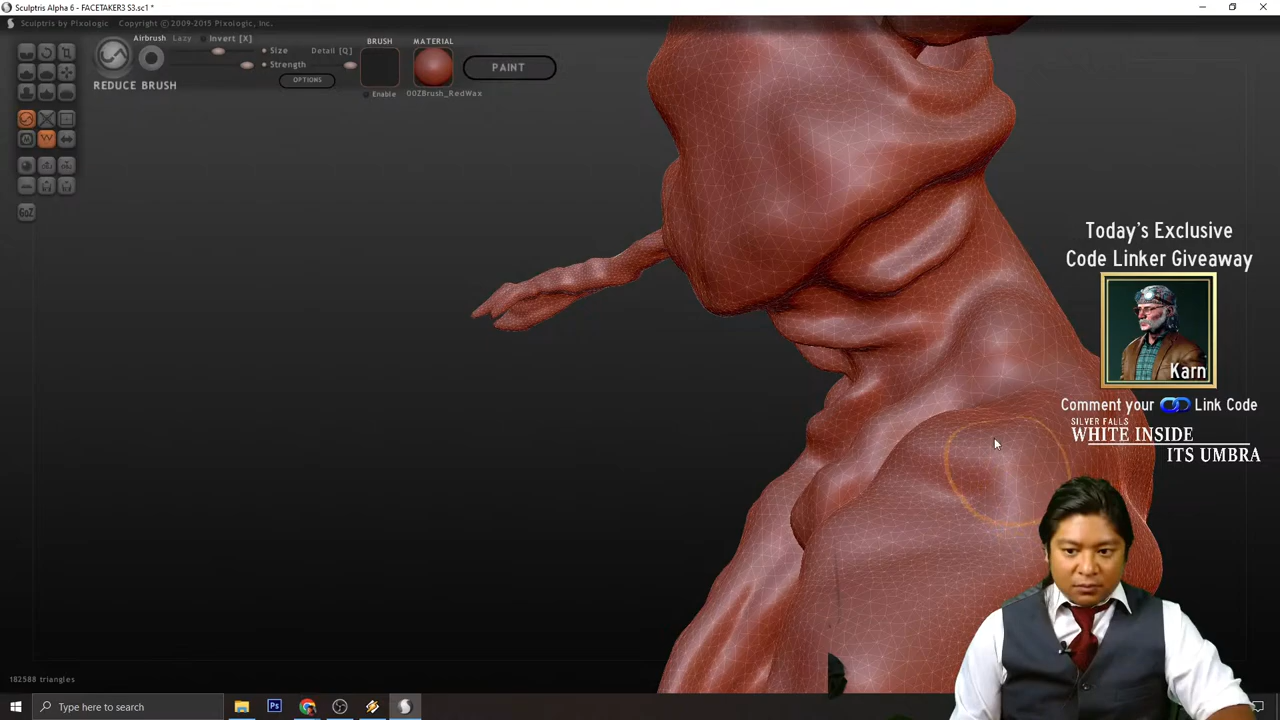 Sculptris Alpha 6 - FACETAKER3 S3.sc1 *
Sculptris by Pixologic Copyright © 2009-2015 Pixologic, Inc.
Airbrush Lazy Invert [X]
Size
Detail [Q]
Strength
OPTIONS
REDUCE BRUSH
BRUSH
Enable
MATERIAL
00ZBrush_RedWax
PAINT
GoZ
Today's Exclusive
Code Linker Giveaway
Karn
Comment your Link Code
SILVER FALLS
WHITE INSIDE
ITS UMBRA
182588 triangles
Type here to search
Ps